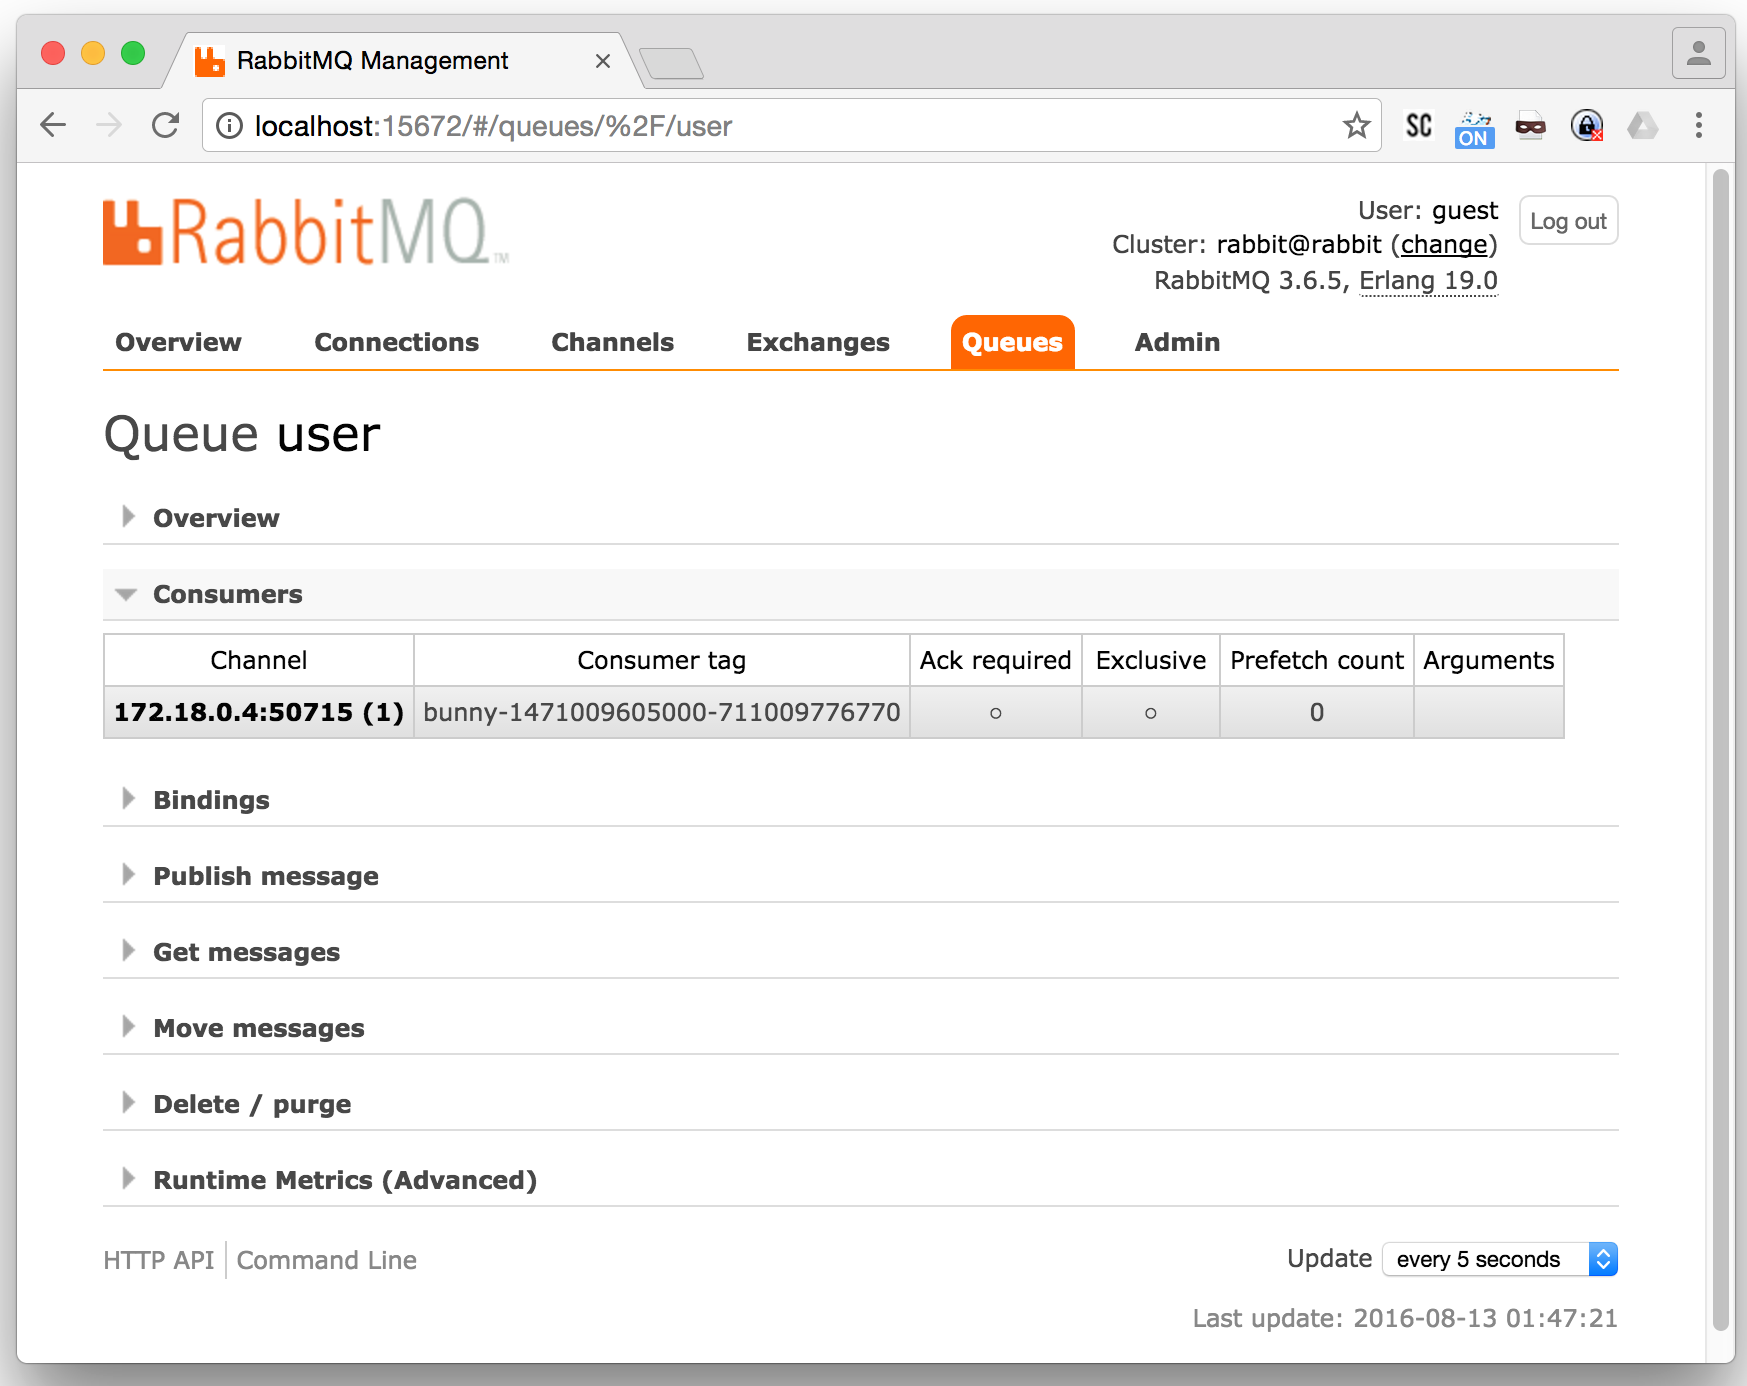 RabbitMQ Management
localhost:15672/#/queues/%2F/user
SC
ON
RabbitMQ™
User: guest
Log out
Cluster: rabbit@rabbit (change)
RabbitMQ 3.6.5, Erlang 19.0
Overview Connections Channels Exchanges Queues Admin
Queue user
Overview
Consumers
Channel Consumer tag Ack required Exclusive Prefetch count Arguments
172.18.0.4:50715 (1) bunny-1471009605000-711009776770 ○ ○ 0
Bindings
Publish message
Get messages
Move messages
Delete / purge
Runtime Metrics (Advanced)
HTTP API Command Line
Update every 5 seconds
Last update: 2016-08-13 01:47:21